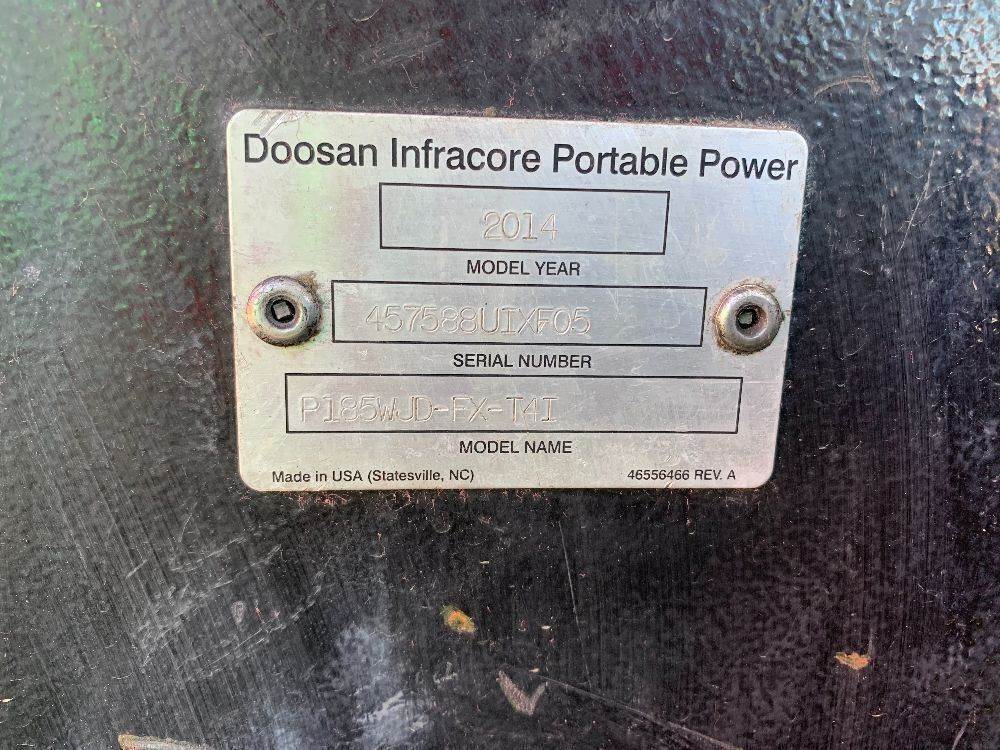 Doosan Infracore Portable Power
2014
MODEL YEAR
457588UIXF05
SERIAL NUMBER
P185WJD-FX-T4I
MODEL NAME
Made in USA (Statesville, NC) 46556466 REV. A